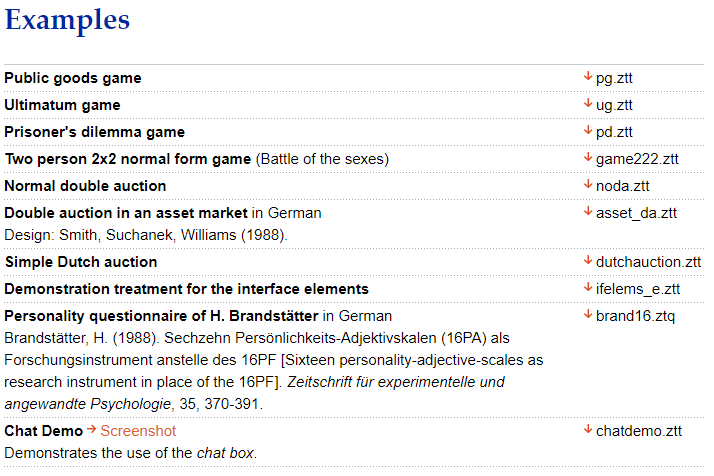 Examples
Public goods game ↓ pg.ztt
Ultimatum game ↓ ug.ztt
Prisoner's dilemma game ↓ pd.ztt
Two person 2x2 normal form game (Battle of the sexes) ↓ game222.ztt
Normal double auction ↓ noda.ztt
Double auction in an asset market in German ↓ asset_da.ztt
Design: Smith, Suchanek, Williams (1988).
Simple Dutch auction ↓ dutchauction.ztt
Demonstration treatment for the interface elements ↓ ifelems_e.ztt
Personality questionnaire of H. Brandstätter in German ↓ brand16.ztq
Brandstätter, H. (1988). Sechzehn Persönlichkeits-Adjektivskalen (16PA) als
Forschungsinstrument anstelle des 16PF [Sixteen personality-adjective-scales as
research instrument in place of the 16PF]. Zeitschrift für experimentelle und
angewandte Psychologie, 35, 370-391.
Chat Demo → Screenshot ↓ chatdemo.ztt
Demonstrates the use of the chat box.